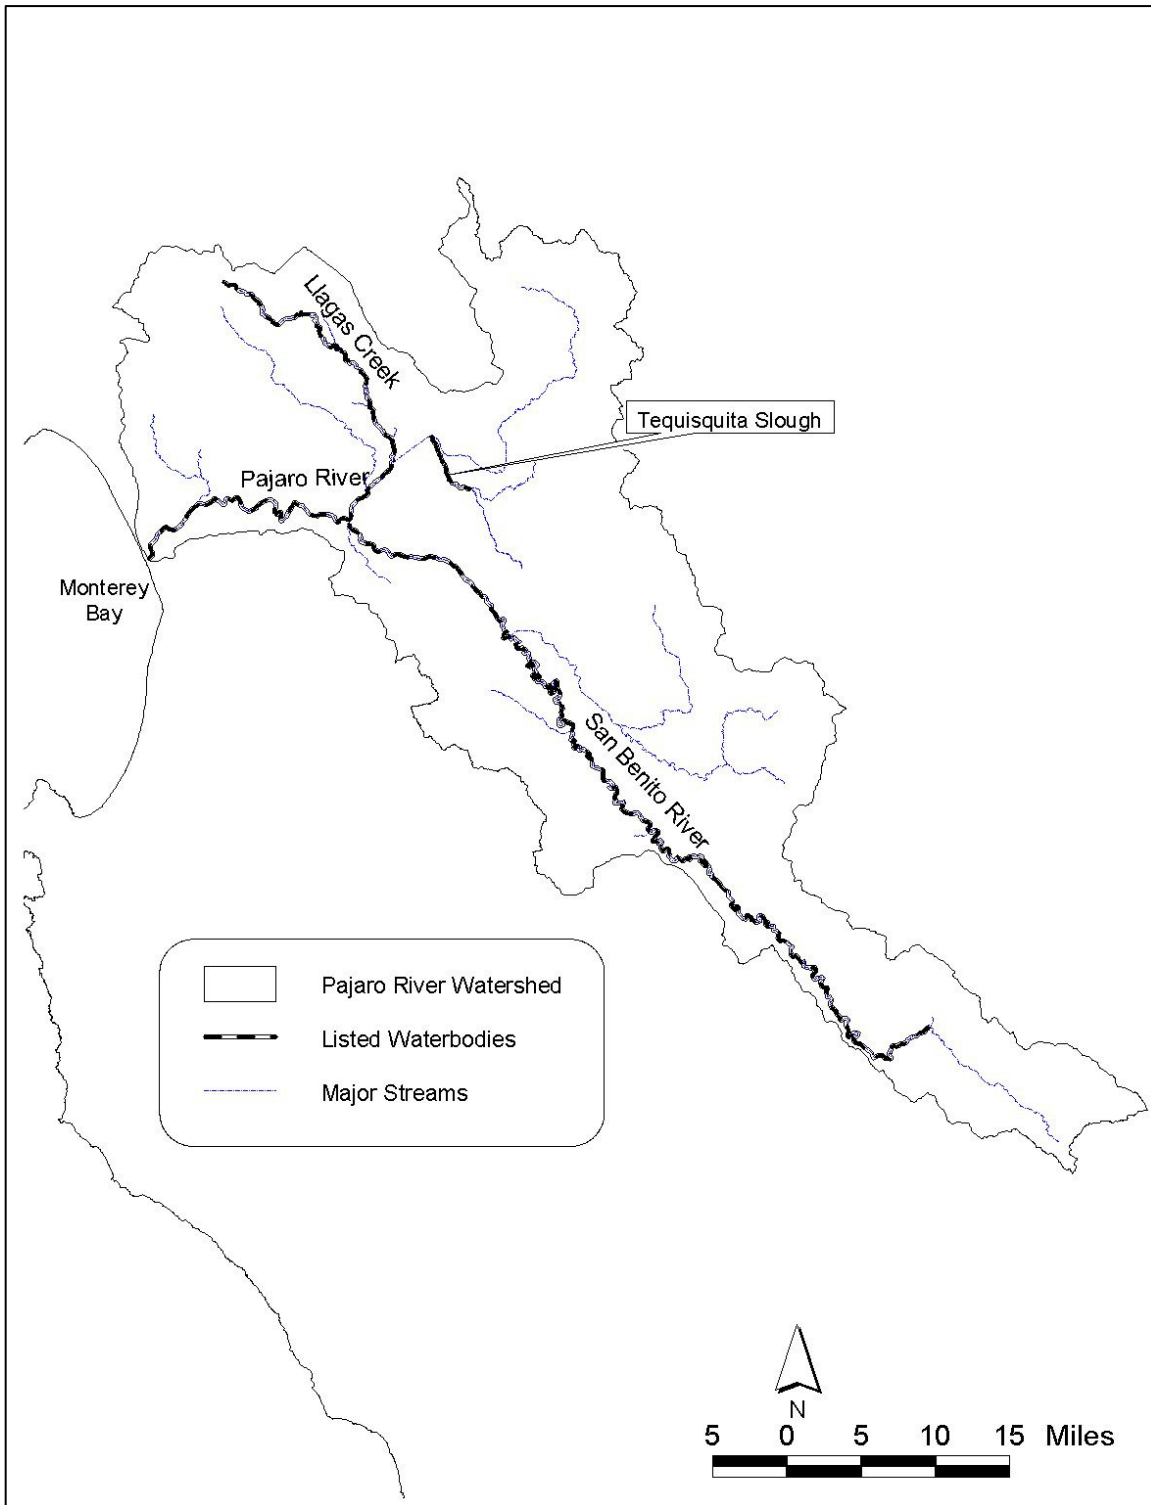 Llagas Creek
Tequisquita Slough
Pajaro River
Monterey
Bay
San Benito River
Pajaro River Watershed
Listed Waterbodies
Major Streams
N
5 0 5 10 15 Miles